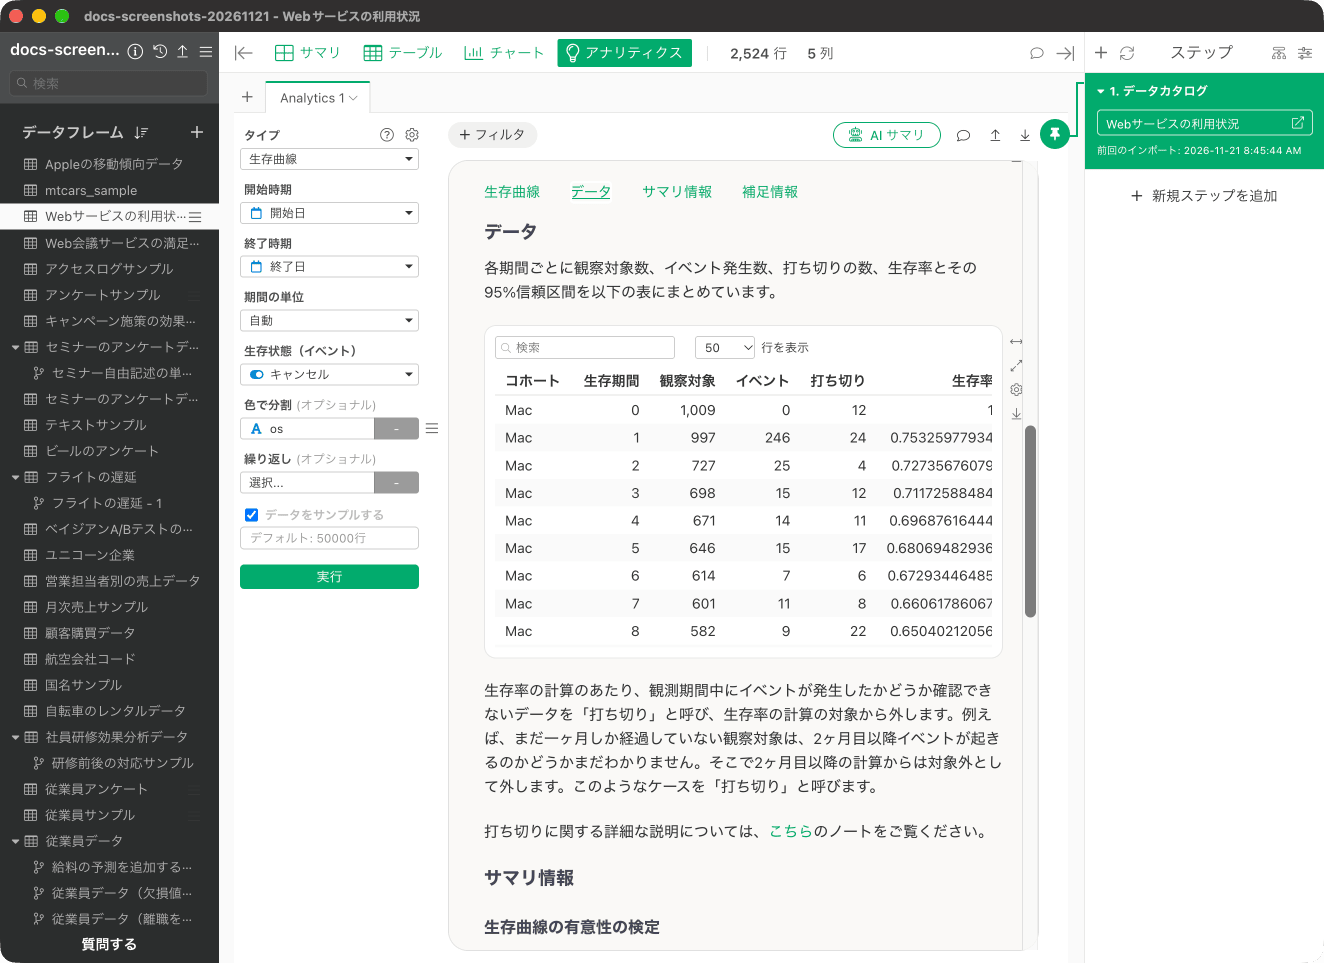 docs-screenshots-20261121 - Webサービスの利用状況
docs-screen...
検索
データフレーム
Appleの移動傾向データ
mtcars_sample
Webサービスの利用状...
Web会議サービスの満足...
アクセスログサンプル
アンケートサンプル
キャンペーン施策の効果...
セミナーのアンケートデ...
セミナー自由記述の単...
セミナーのアンケートデ...
テキストサンプル
ビールのアンケート
フライトの遅延
フライトの遅延 - 1
ベイジアンA/Bテストの...
ユニコーン企業
営業担当者別の売上データ
月次売上サンプル
顧客購買データ
航空会社コード
国名サンプル
自転車のレンタルデータ
社員研修効果分析データ
研修前後の対応サンプル
従業員アンケート
従業員サンプル
従業員データ
給料の予測を追加する...
従業員データ（欠損値...
従業員データ（離職を...
質問する
サマリ
テーブル
チャート
アナリティクス
2,524 行 5 列
Analytics 1
タイプ
生存曲線
開始時期
開始日
終了時期
終了日
期間の単位
自動
生存状態（イベント）
キャンセル
色で分割 (オプショナル)
A os -
繰り返し (オプショナル)
選択... -
データをサンプルする
デフォルト: 50000行
実行
+ フィルタ
AI サマリ
生存曲線 データ サマリ情報 補足情報
データ
各期間ごとに観察対象数、イベント発生数、打ち切りの数、生存率とその
95%信頼区間を以下の表にまとめています。
検索 50 行を表示
コホート 生存期間 観察対象 イベント 打ち切り 生存率
Mac 0 1,009 0 12 1
Mac 1 997 246 24 0.75325977934
Mac 2 727 25 4 0.72735676079
Mac 3 698 15 12 0.71172588484
Mac 4 671 14 11 0.69687616444
Mac 5 646 15 17 0.68069482936
Mac 6 614 7 6 0.67293446485
Mac 7 601 11 8 0.66061786067
Mac 8 582 9 22 0.65040212056
生存率の計算のあたり、観測期間中にイベントが発生したかどうか確認でき
ないデータを「打ち切り」と呼び、生存率の計算の対象から外します。例え
ば、まだ一ヶ月しか経過していない観察対象は、2ヶ月目以降イベントが起き
るのかどうかまだわかりません。そこで2ヶ月目以降の計算からは対象外とし
て外します。このようなケースを「打ち切り」と呼びます。
打ち切りに関する詳細な説明については、こちらのノートをご覧ください。
サマリ情報
生存曲線の有意性の検定
ステップ
1. データカタログ
Webサービスの利用状況
前回のインポート: 2026-11-21 8:45:44 AM
+ 新規ステップを追加